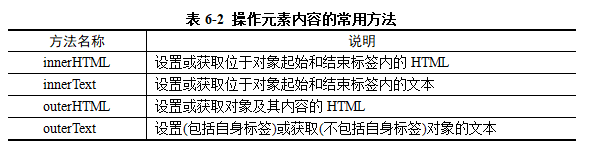 表 6-2 操作元素内容的常用方法
方法名称 说明
innerHTML 设置或获取位于对象起始和结束标签内的 HTML
innerText 设置或获取位于对象起始和结束标签内的文本
outerHTML 设置或获取对象及其内容的 HTML
outerText 设置(包括自身标签)或获取(不包括自身标签)对象的文本